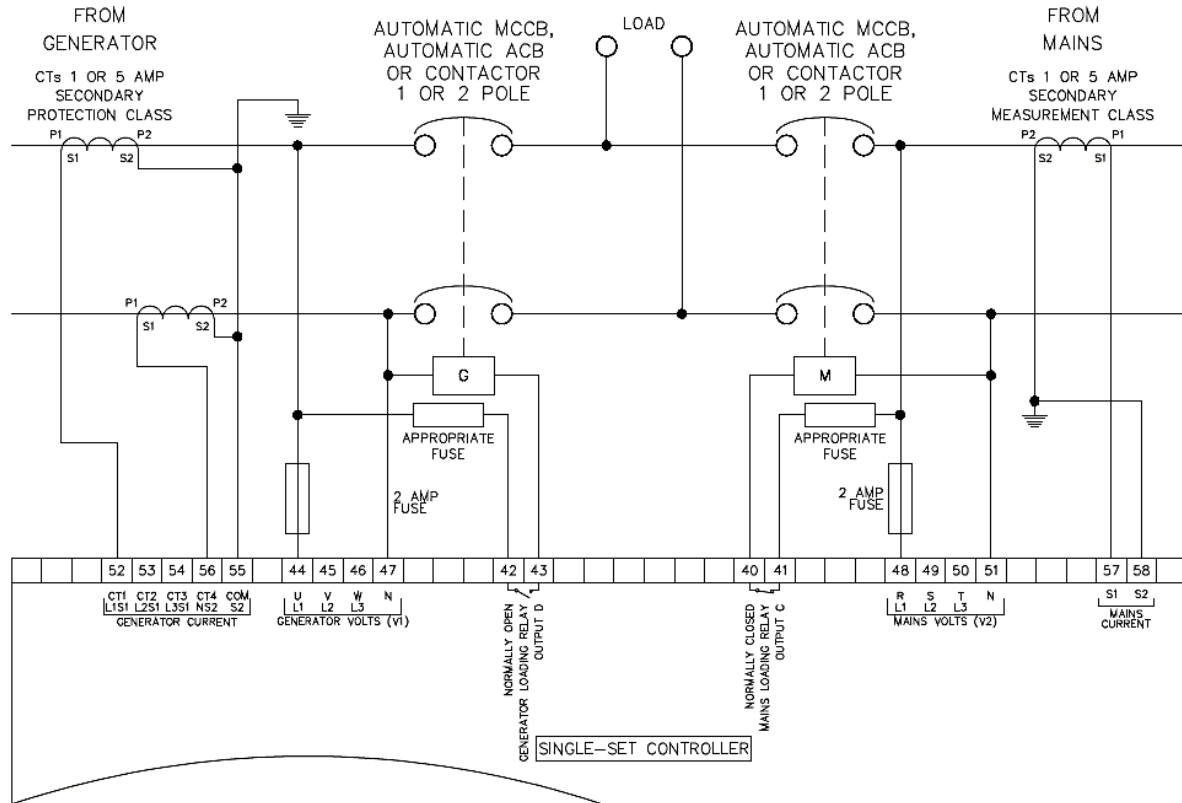 FROM
GENERATOR
CTs 1 OR 5 AMP
SECONDARY
PROTECTION CLASS
P1
P2
S1
S2
AUTOMATIC MCCB,
AUTOMATIC ACB
OR CONTACTOR
1 OR 2 POLE
LOAD
AUTOMATIC MCCB,
AUTOMATIC ACB
OR CONTACTOR
1 OR 2 POLE
FROM
MAINS
CTs 1 OR 5 AMP
SECONDARY
MEASUREMENT CLASS
P2
P1
S2
S1
P1
P2
S1
S2
G
M
APPROPRIATE
FUSE
APPROPRIATE
FUSE
2 AMP
FUSE
2 AMP
FUSE
52 53 54 56 55 44 45 46 47 42 43 40 41 48 49 50 51 57 58
CT1 CT2 CT3 CT4 COM
L1S1 L2S1 L3S1 NS2 S2
GENERATOR CURRENT
U V W N
L1 L2 L3
GENERATOR VOLTS (V1)
NORMALLY OPEN
GENERATOR LOADING RELAY
OUTPUT D
NORMALLY CLOSED
MAINS LOADING RELAY
OUTPUT C
R S T N
L1 L2 L3
MAINS VOLTS (V2)
S1 S2
MAINS
CURRENT
SINGLE-SET CONTROLLER